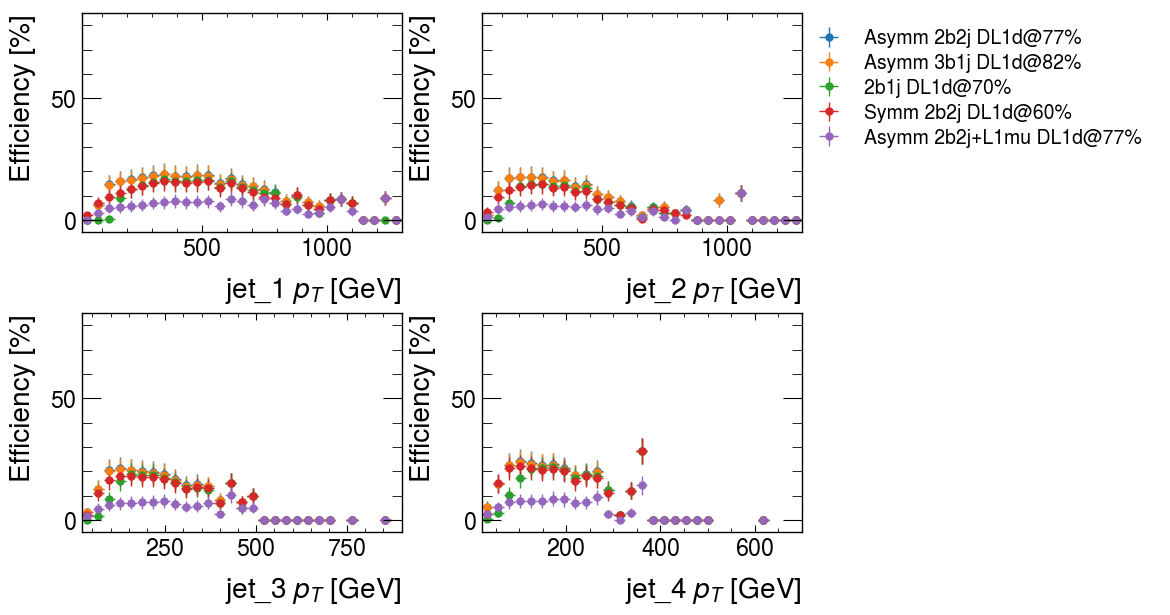 Efficiency [%]
50
0
500
1000
jet_1 p_T [GeV]
Efficiency [%]
50
0
500
1000
jet_2 p_T [GeV]
Asymm 2b2j DL1d@77%
Asymm 3b1j DL1d@82%
2b1j DL1d@70%
Symm 2b2j DL1d@60%
Asymm 2b2j+L1mu DL1d@77%
Efficiency [%]
50
0
250
500
750
jet_3 p_T [GeV]
Efficiency [%]
50
0
200
400
600
jet_4 p_T [GeV]